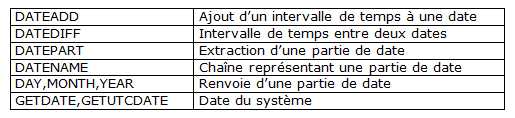 DATEADD Ajout d'un intervalle de temps à une date
DATEDIFF Intervalle de temps entre deux dates
DATEPART Extraction d'une partie de date
DATENAME Chaîne représentant une partie de date
DAY,MONTH,YEAR Renvoie d'une partie de date
GETDATE,GETUTCDATE Date du système